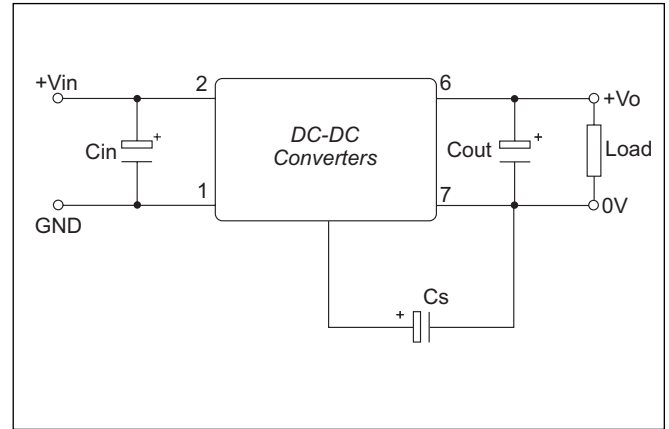 +Vin
2
6
+Vo
DC-DC
Converters
+
Cin
+
Cout
Load
1
7
GND
0V
Cs
+